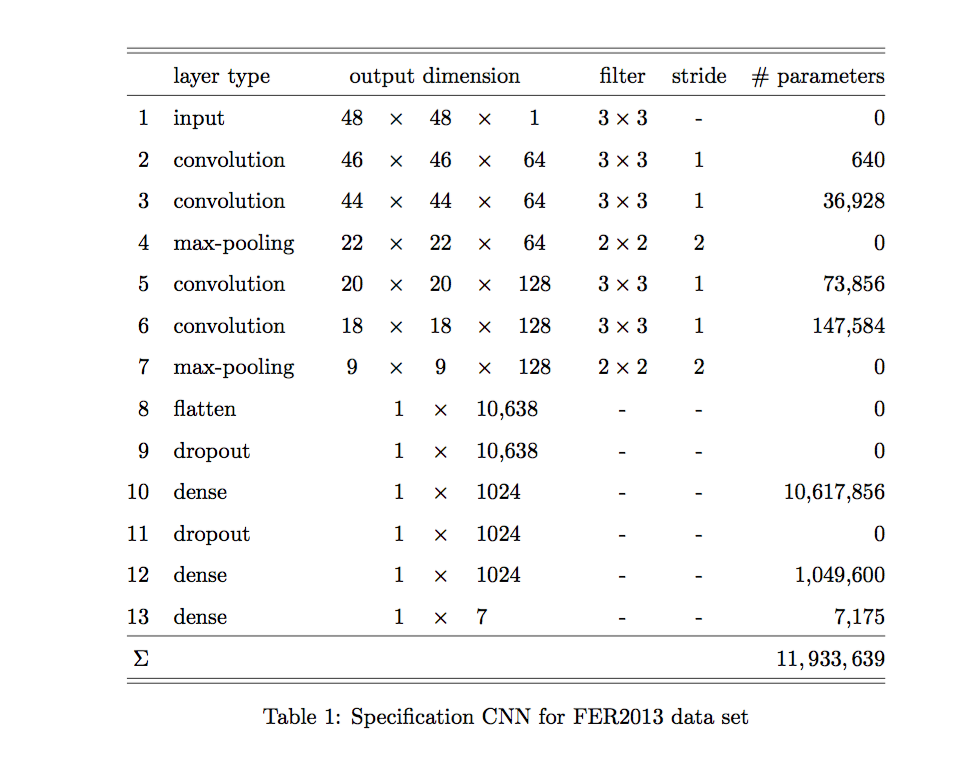 layer type output dimension filter stride # parameters
1 input 48 × 48 × 1 3 × 3 - 0
2 convolution 46 × 46 × 64 3 × 3 1 640
3 convolution 44 × 44 × 64 3 × 3 1 36,928
4 max-pooling 22 × 22 × 64 2 × 2 2 0
5 convolution 20 × 20 × 128 3 × 3 1 73,856
6 convolution 18 × 18 × 128 3 × 3 1 147,584
7 max-pooling 9 × 9 × 128 2 × 2 2 0
8 flatten 1 × 10,638 - - 0
9 dropout 1 × 10,638 - - 0
10 dense 1 × 1024 - - 10,617,856
11 dropout 1 × 1024 - - 0
12 dense 1 × 1024 - - 1,049,600
13 dense 1 × 7 - - 7,175
Σ 11,933,639
Table 1: Specification CNN for FER2013 data set